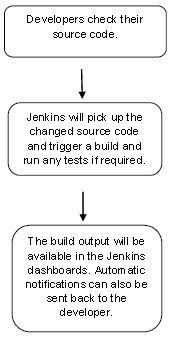 Developers check their
source code.
Jenkins will pick up the
changed source code
and trigger a build and
run any tests if required.
The build output will be
available in the Jenkins
dashboards. Automatic
notifications can also be
sent back to the
developer.